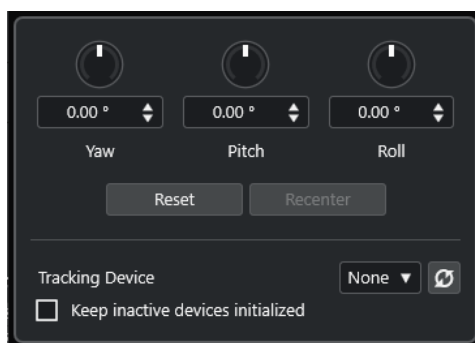 0.00 ° 0.00 ° 0.00 °
Yaw Pitch Roll
Reset Recenter
Tracking Device None
Keep inactive devices initialized